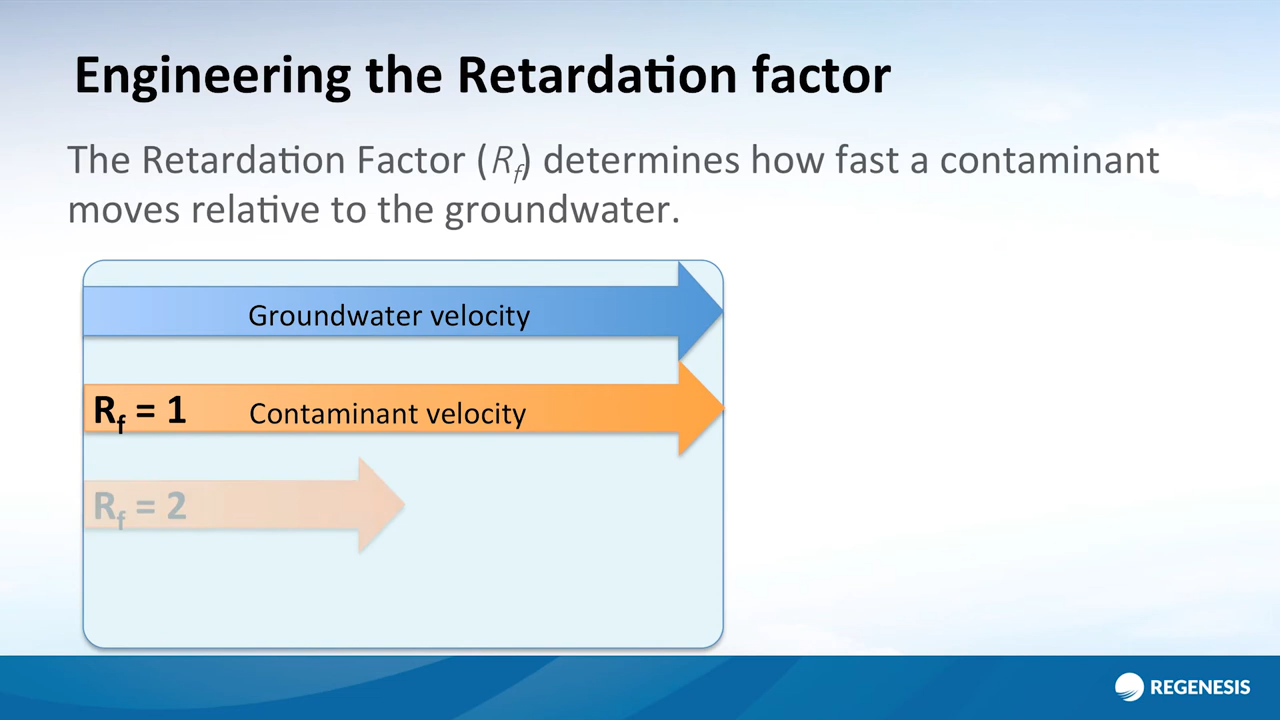 Engineering the Retardation factor
The Retardation Factor (Rf) determines how fast a contaminant
moves relative to the groundwater.
Groundwater velocity
Rf = 1 Contaminant velocity
Rf = 2
REGENESIS